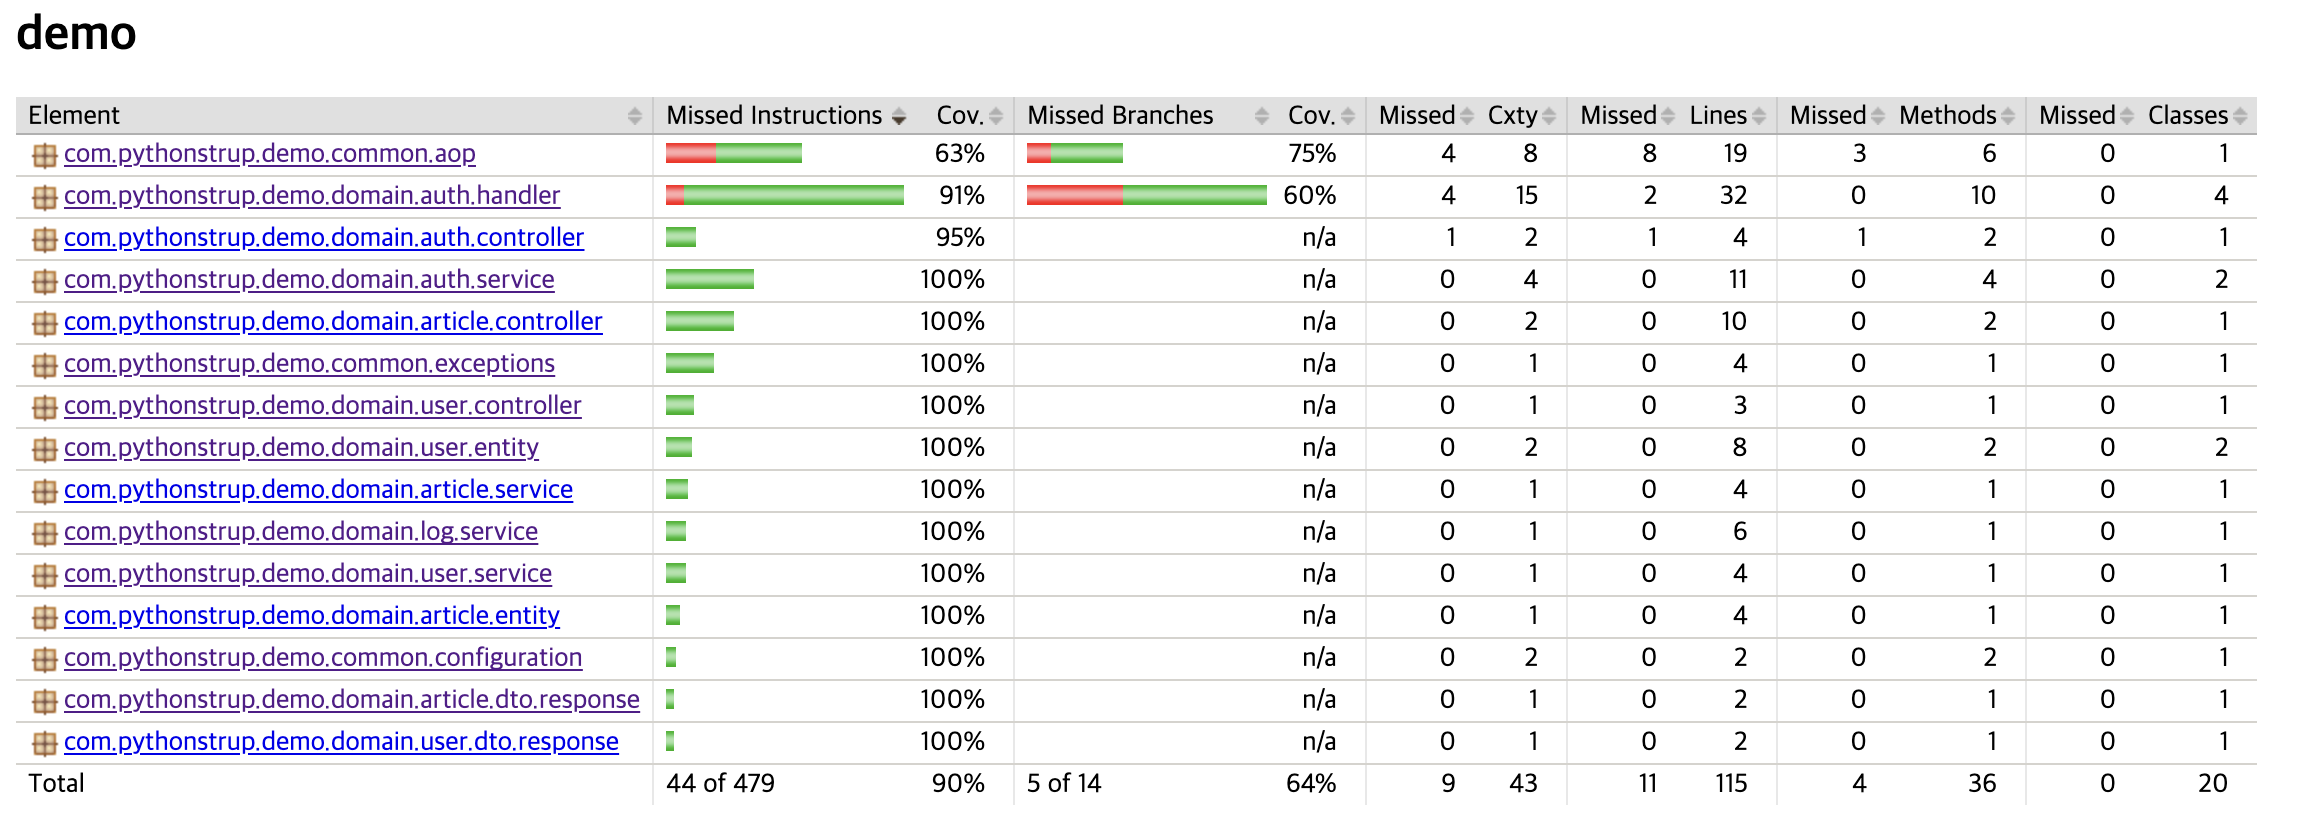 demo
Element Missed Instructions Cov. Missed Branches Cov. Missed Cxty Missed Lines Missed Methods Missed Classes
com.pythonstrup.demo.common.aop 63% 75% 4 8 8 19 3 6 0 1
com.pythonstrup.demo.domain.auth.handler 91% 60% 4 15 2 32 0 10 0 4
com.pythonstrup.demo.domain.auth.controller 95% n/a 1 2 1 4 1 2 0 1
com.pythonstrup.demo.domain.auth.service 100% n/a 0 4 0 11 0 4 0 2
com.pythonstrup.demo.domain.article.controller 100% n/a 0 2 0 10 0 2 0 1
com.pythonstrup.demo.common.exceptions 100% n/a 0 1 0 4 0 1 0 1
com.pythonstrup.demo.domain.user.controller 100% n/a 0 1 0 3 0 1 0 1
com.pythonstrup.demo.domain.user.entity 100% n/a 0 2 0 8 0 2 0 2
com.pythonstrup.demo.domain.article.service 100% n/a 0 1 0 4 0 1 0 1
com.pythonstrup.demo.domain.log.service 100% n/a 0 1 0 6 0 1 0 1
com.pythonstrup.demo.domain.user.service 100% n/a 0 1 0 4 0 1 0 1
com.pythonstrup.demo.domain.article.entity 100% n/a 0 1 0 4 0 1 0 1
com.pythonstrup.demo.common.configuration 100% n/a 0 2 0 2 0 2 0 1
com.pythonstrup.demo.domain.article.dto.response 100% n/a 0 1 0 2 0 1 0 1
com.pythonstrup.demo.domain.user.dto.response 100% n/a 0 1 0 2 0 1 0 1
Total 44 of 479 90% 5 of 14 64% 9 43 11 115 4 36 0 20